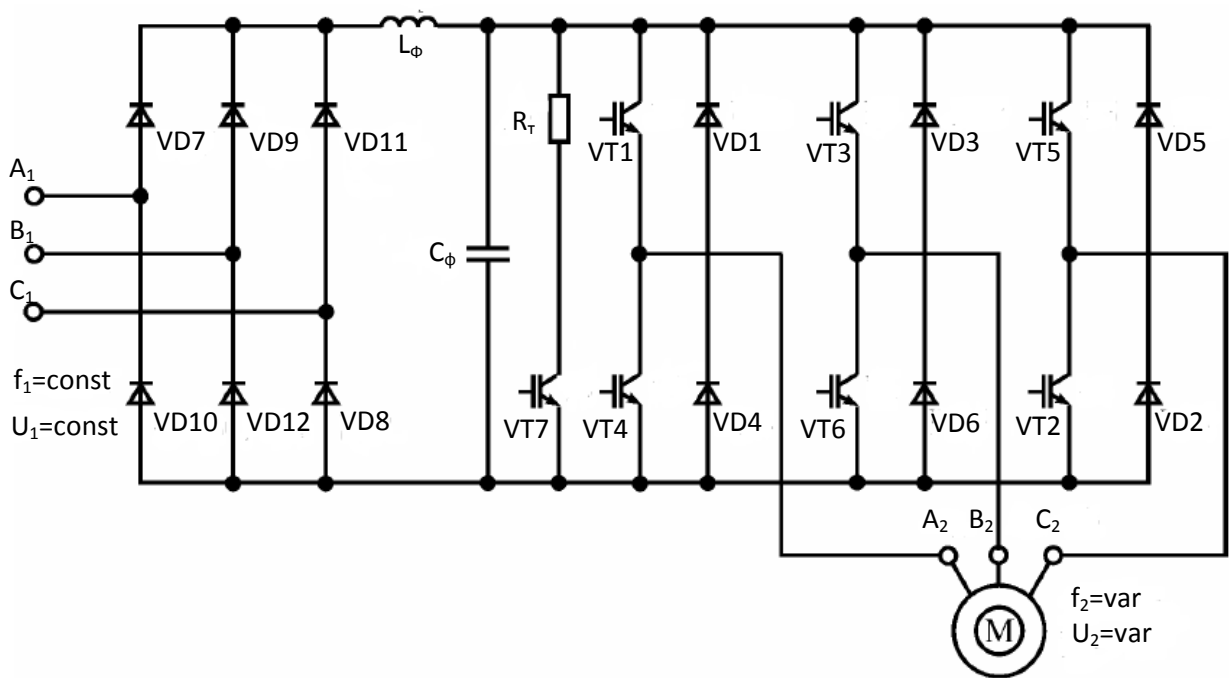 Lф
VD7
VD9
VD11
Rт
VT1
VD1
VT3
VD3
VT5
VD5
A₁
B₁
C₁
Cф
f₁=const
U₁=const
VD10
VD12
VD8
VT7
VT4
VD4
VT6
VD6
VT2
VD2
A₂
B₂
C₂
M
f₂=var
U₂=var